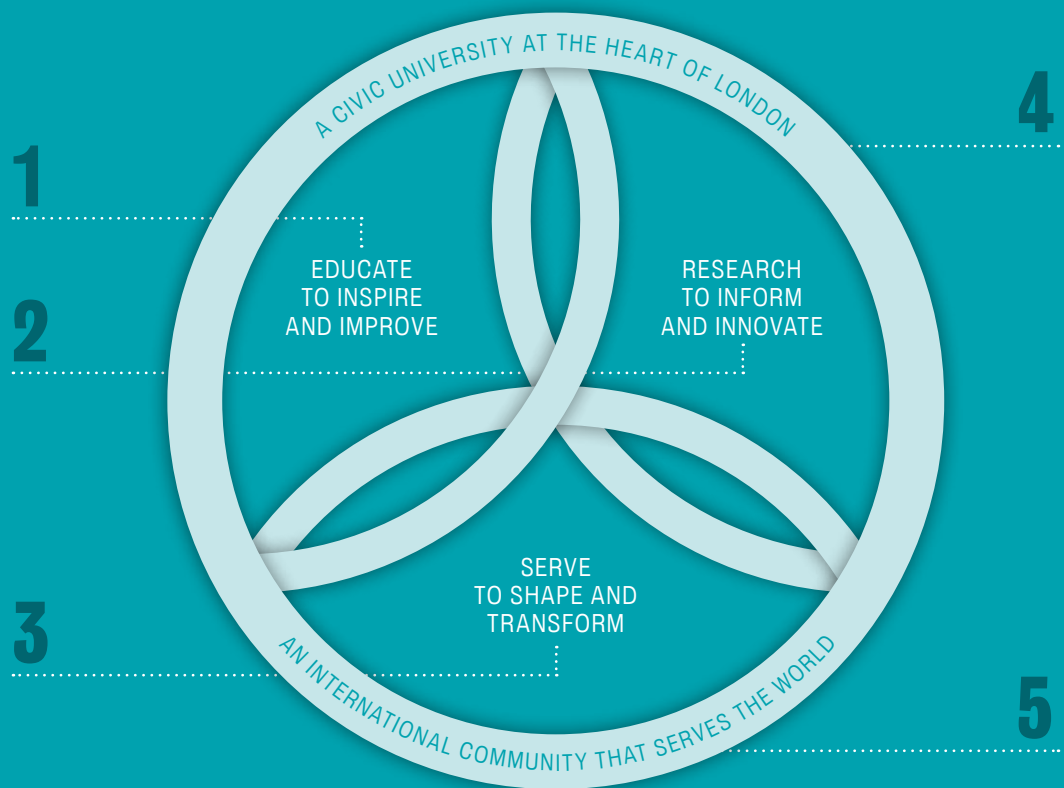 A CIVIC UNIVERSITY AT THE HEART OF LONDON
1
EDUCATE
TO INSPIRE
AND IMPROVE
2
RESEARCH
TO INFORM
AND INNOVATE
3
SERVE
TO SHAPE AND
TRANSFORM
4
AN INTERNATIONAL COMMUNITY THAT SERVES THE WORLD
5